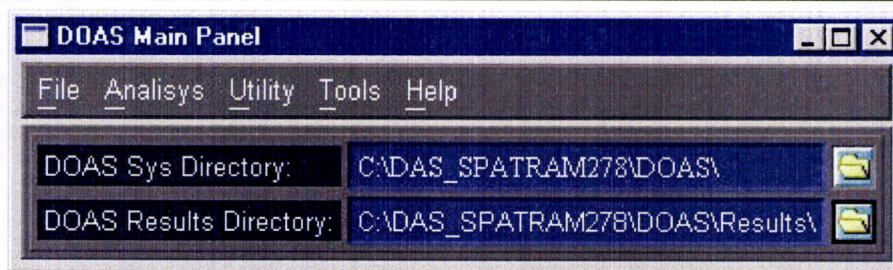 DOAS Main Panel
File Analisys Utility Tools Help
DOAS Sys Directory: C:\DAS_SPATRAM278\DOAS\
DOAS Results Directory: C:\DAS_SPATRAM278\DOAS\Results\